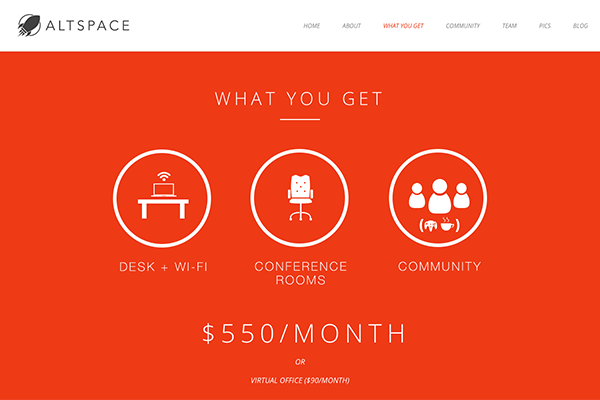 ALTSPACE
HOME ABOUT WHAT YOU GET COMMUNITY TEAM PICS BLOG
WHAT YOU GET
DESK + WI-FI
CONFERENCE
ROOMS
COMMUNITY
$550/MONTH
OR
VIRTUAL OFFICE ($90/MONTH)